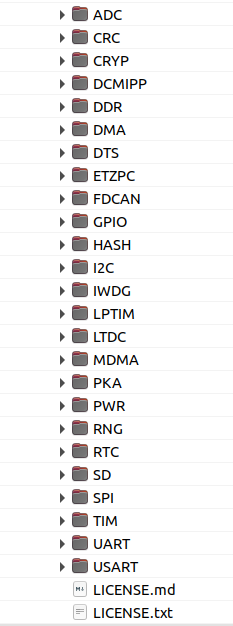 ADC
CRC
CRYP
DCMIPP
DDR
DMA
DTS
ETZPC
FDCAN
GPIO
HASH
I2C
IWDG
LPTIM
LTDC
MDMA
PKA
PWR
RNG
RTC
SD
SPI
TIM
UART
USART
LICENSE.md
LICENSE.txt